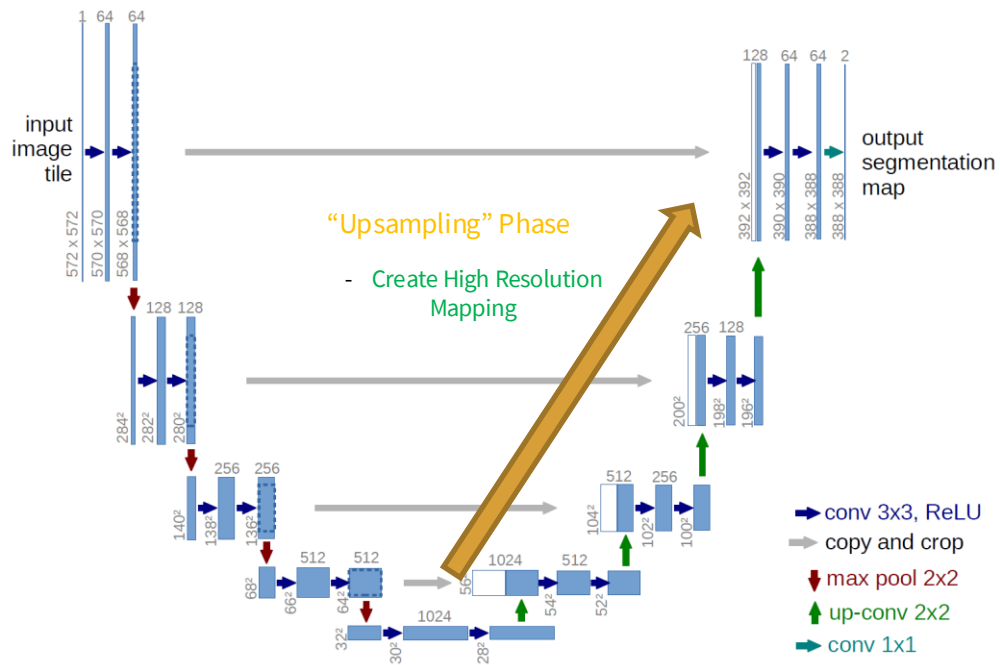 1 64 64
128 64 64 2
input
image
tile
output
segmentation
map
572 x 572
570 x 570
568 x 568
392 x 392
390 x 390
388 x 388
388 x 388
“Upsampling” Phase
- Create High Resolution
Mapping
128 128
256 128
284²
282²
280²
200²
198²
196²
256 256
512 256
140²
138²
136²
104²
102²
100²
512 512
1024 512
68²
66²
64²
54²
52²
1024
32²
30²
28²
conv 3x3, ReLU
copy and crop
max pool 2x2
up-conv 2x2
conv 1x1